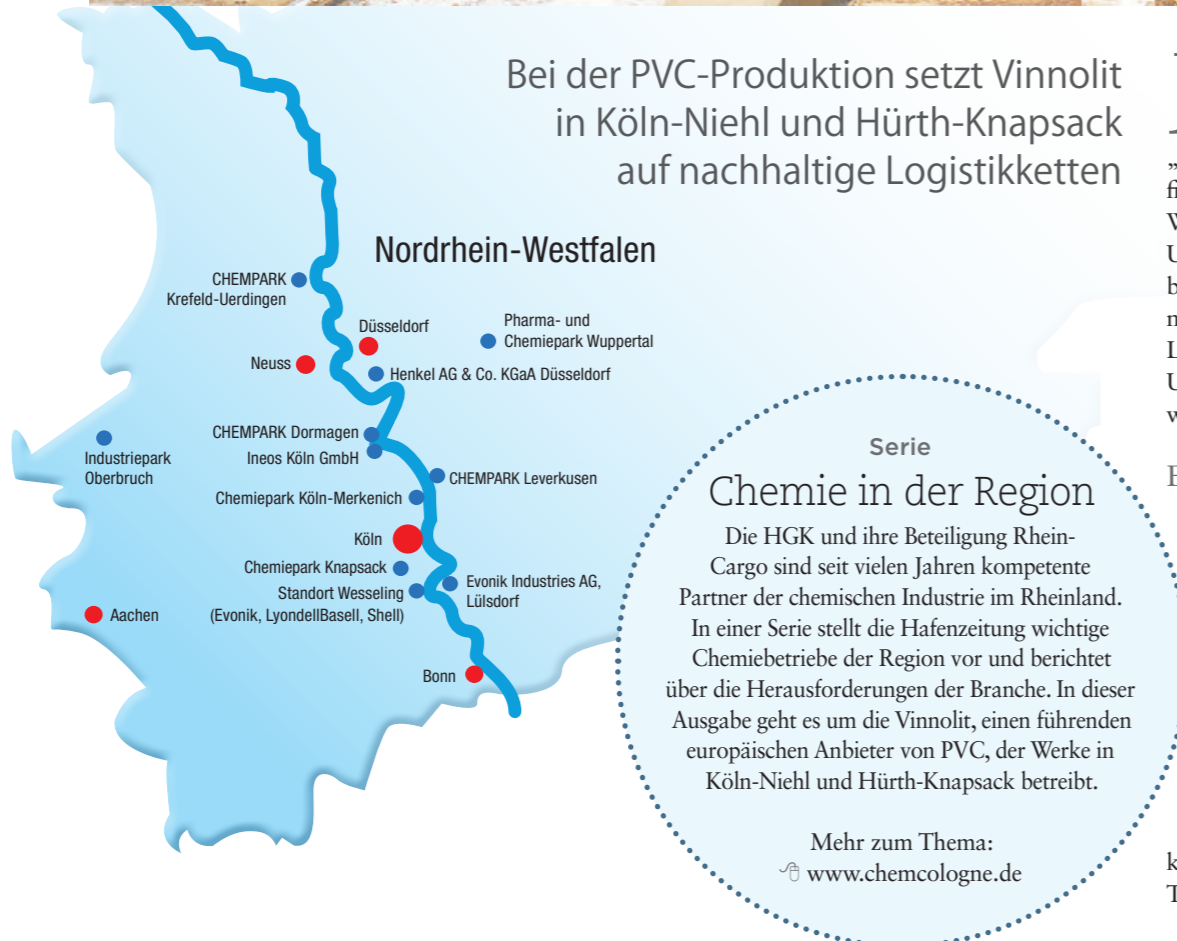 Bei der PVC-Produktion setzt Vinnolit
in Köln-Niehl und Hürth-Knapsack
auf nachhaltige Logistikketten
Nordrhein-Westfalen
CHEMPARK
Krefeld-Uerdingen
Düsseldorf
Pharma- und
Chemiepark Wuppertal
Neuss
Henkel AG & Co. KGaA Düsseldorf
CHEMPARK Dormagen
Ineos Köln GmbH
Industriepark
Oberbruch
CHEMPARK Leverkusen
Chemiepark Köln-Merkenich
Köln
Chemiepark Knapsack
Standort Wesseling
(Evonik, LyondellBasell, Shell)
Evonik Industries AG,
Lülsdorf
Aachen
Bonn
Serie
Chemie in der Region
Die HGK und ihre Beteiligung Rhein-
Cargo sind seit vielen Jahren kompetente
Partner der chemischen Industrie im Rheinland.
In einer Serie stellt die Hafenzeitung wichtige
Chemiebetriebe der Region vor und berichtet
über die Herausforderungen der Branche. In dieser
Ausgabe geht es um die Vinnolit, einen führenden
europäischen Anbieter von PVC, der Werke in
Köln-Niehl und Hürth-Knapsack betreibt.
Mehr zum Thema:
www.chemcologne.de